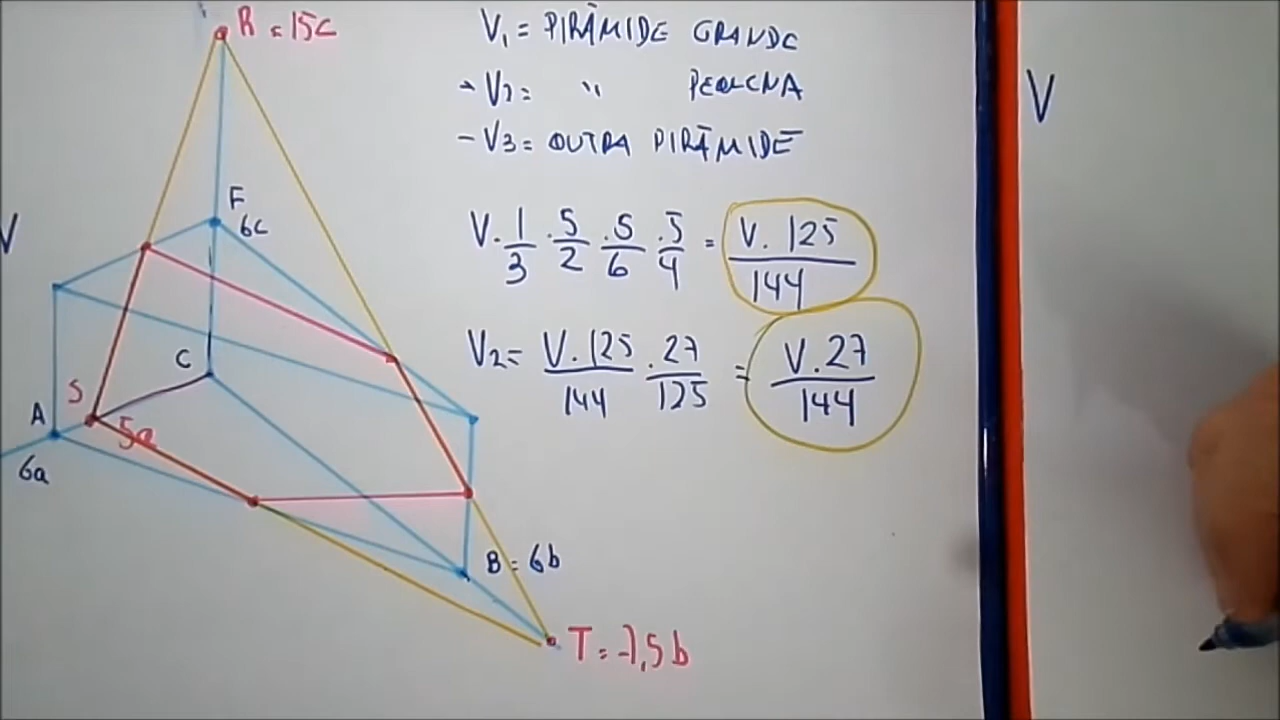 R = 15c
F
6c
V
C
S
A
5a
6a
B = 6b
T = 7,5b
V1 = PIRÂMIDE GRANDE
- V2 = " PEQUENA
- V3 = OUTRA PIRÂMIDE
V · 1/3 · 5/2 · 5/6 · 5/4 = V · 125/144
V2 = V · 125/144 · 27/125 = V · 27/144
V